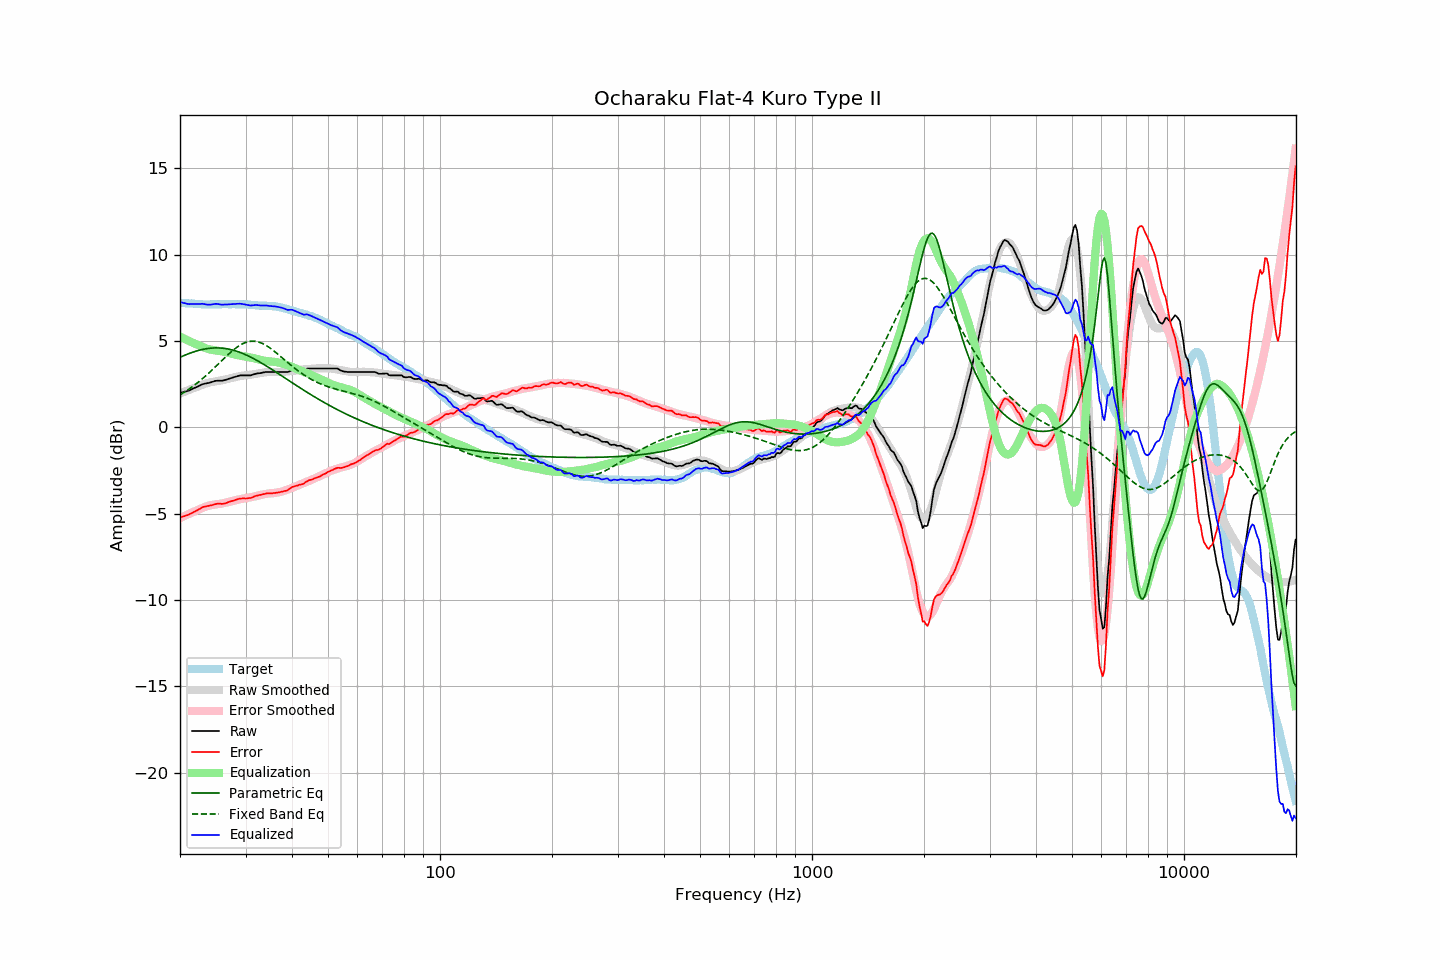 Ocharaku Flat-4 Kuro Type II
15
10
5
0
−5
−10
−15
−20
Amplitude (dBr)
Target
Raw Smoothed
Error Smoothed
Raw
Error
Equalization
Parametric Eq
Fixed Band Eq
Equalized
100
1000
10000
Frequency (Hz)